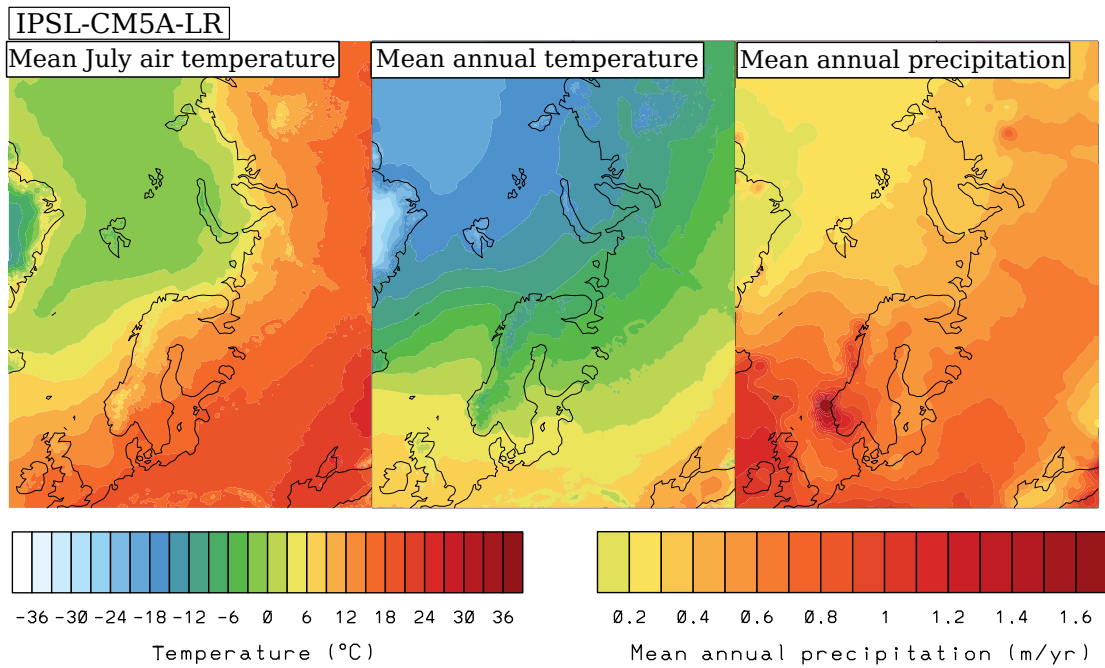 IPSL-CM5A-LR
Mean July air temperature
Mean annual temperature
Mean annual precipitation
-36 -30 -24 -18 -12 -6 0 6 12 18 24 30 36
0.2 0.4 0.6 0.8 1 1.2 1.4 1.6
Temperature (°C)
Mean annual precipitation (m/yr)